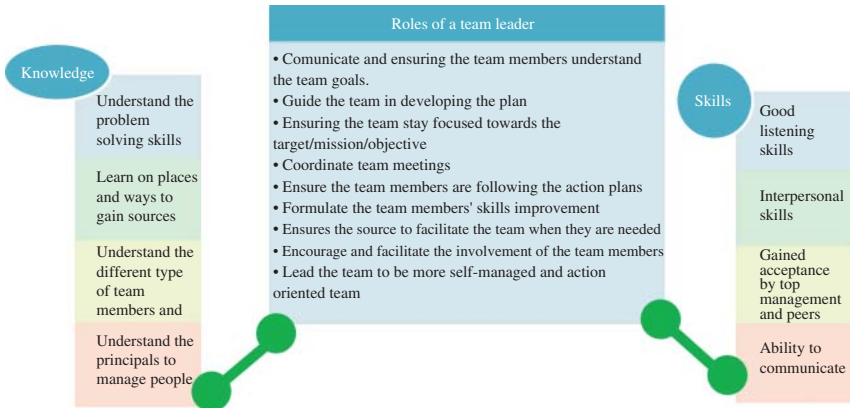 Roles of a team leader
Knowledge
Understand the
problem
solving skills
Learn on places
and ways to
gain sources
Understand the
different type
of team
members and
Understand the
principals to
manage people
• Comunicate and ensuring the team members understand
the team goals.
• Guide the team in developing the plan
• Ensuring the team stay focused towards the
target/mission/objective
• Coordinate team meetings
• Ensure the team members are following the action plans
• Formulate the team members' skills improvement
• Ensures the source to facilitate the team when they are needed
• Encourage and facilitate the involvement of the team members
• Lead the team to be more self-managed and action
oriented team
Skills
Good
listening
skills
Interpersonal
skills
Gained
acceptance
by top
management
and peers
Ability to
communicate